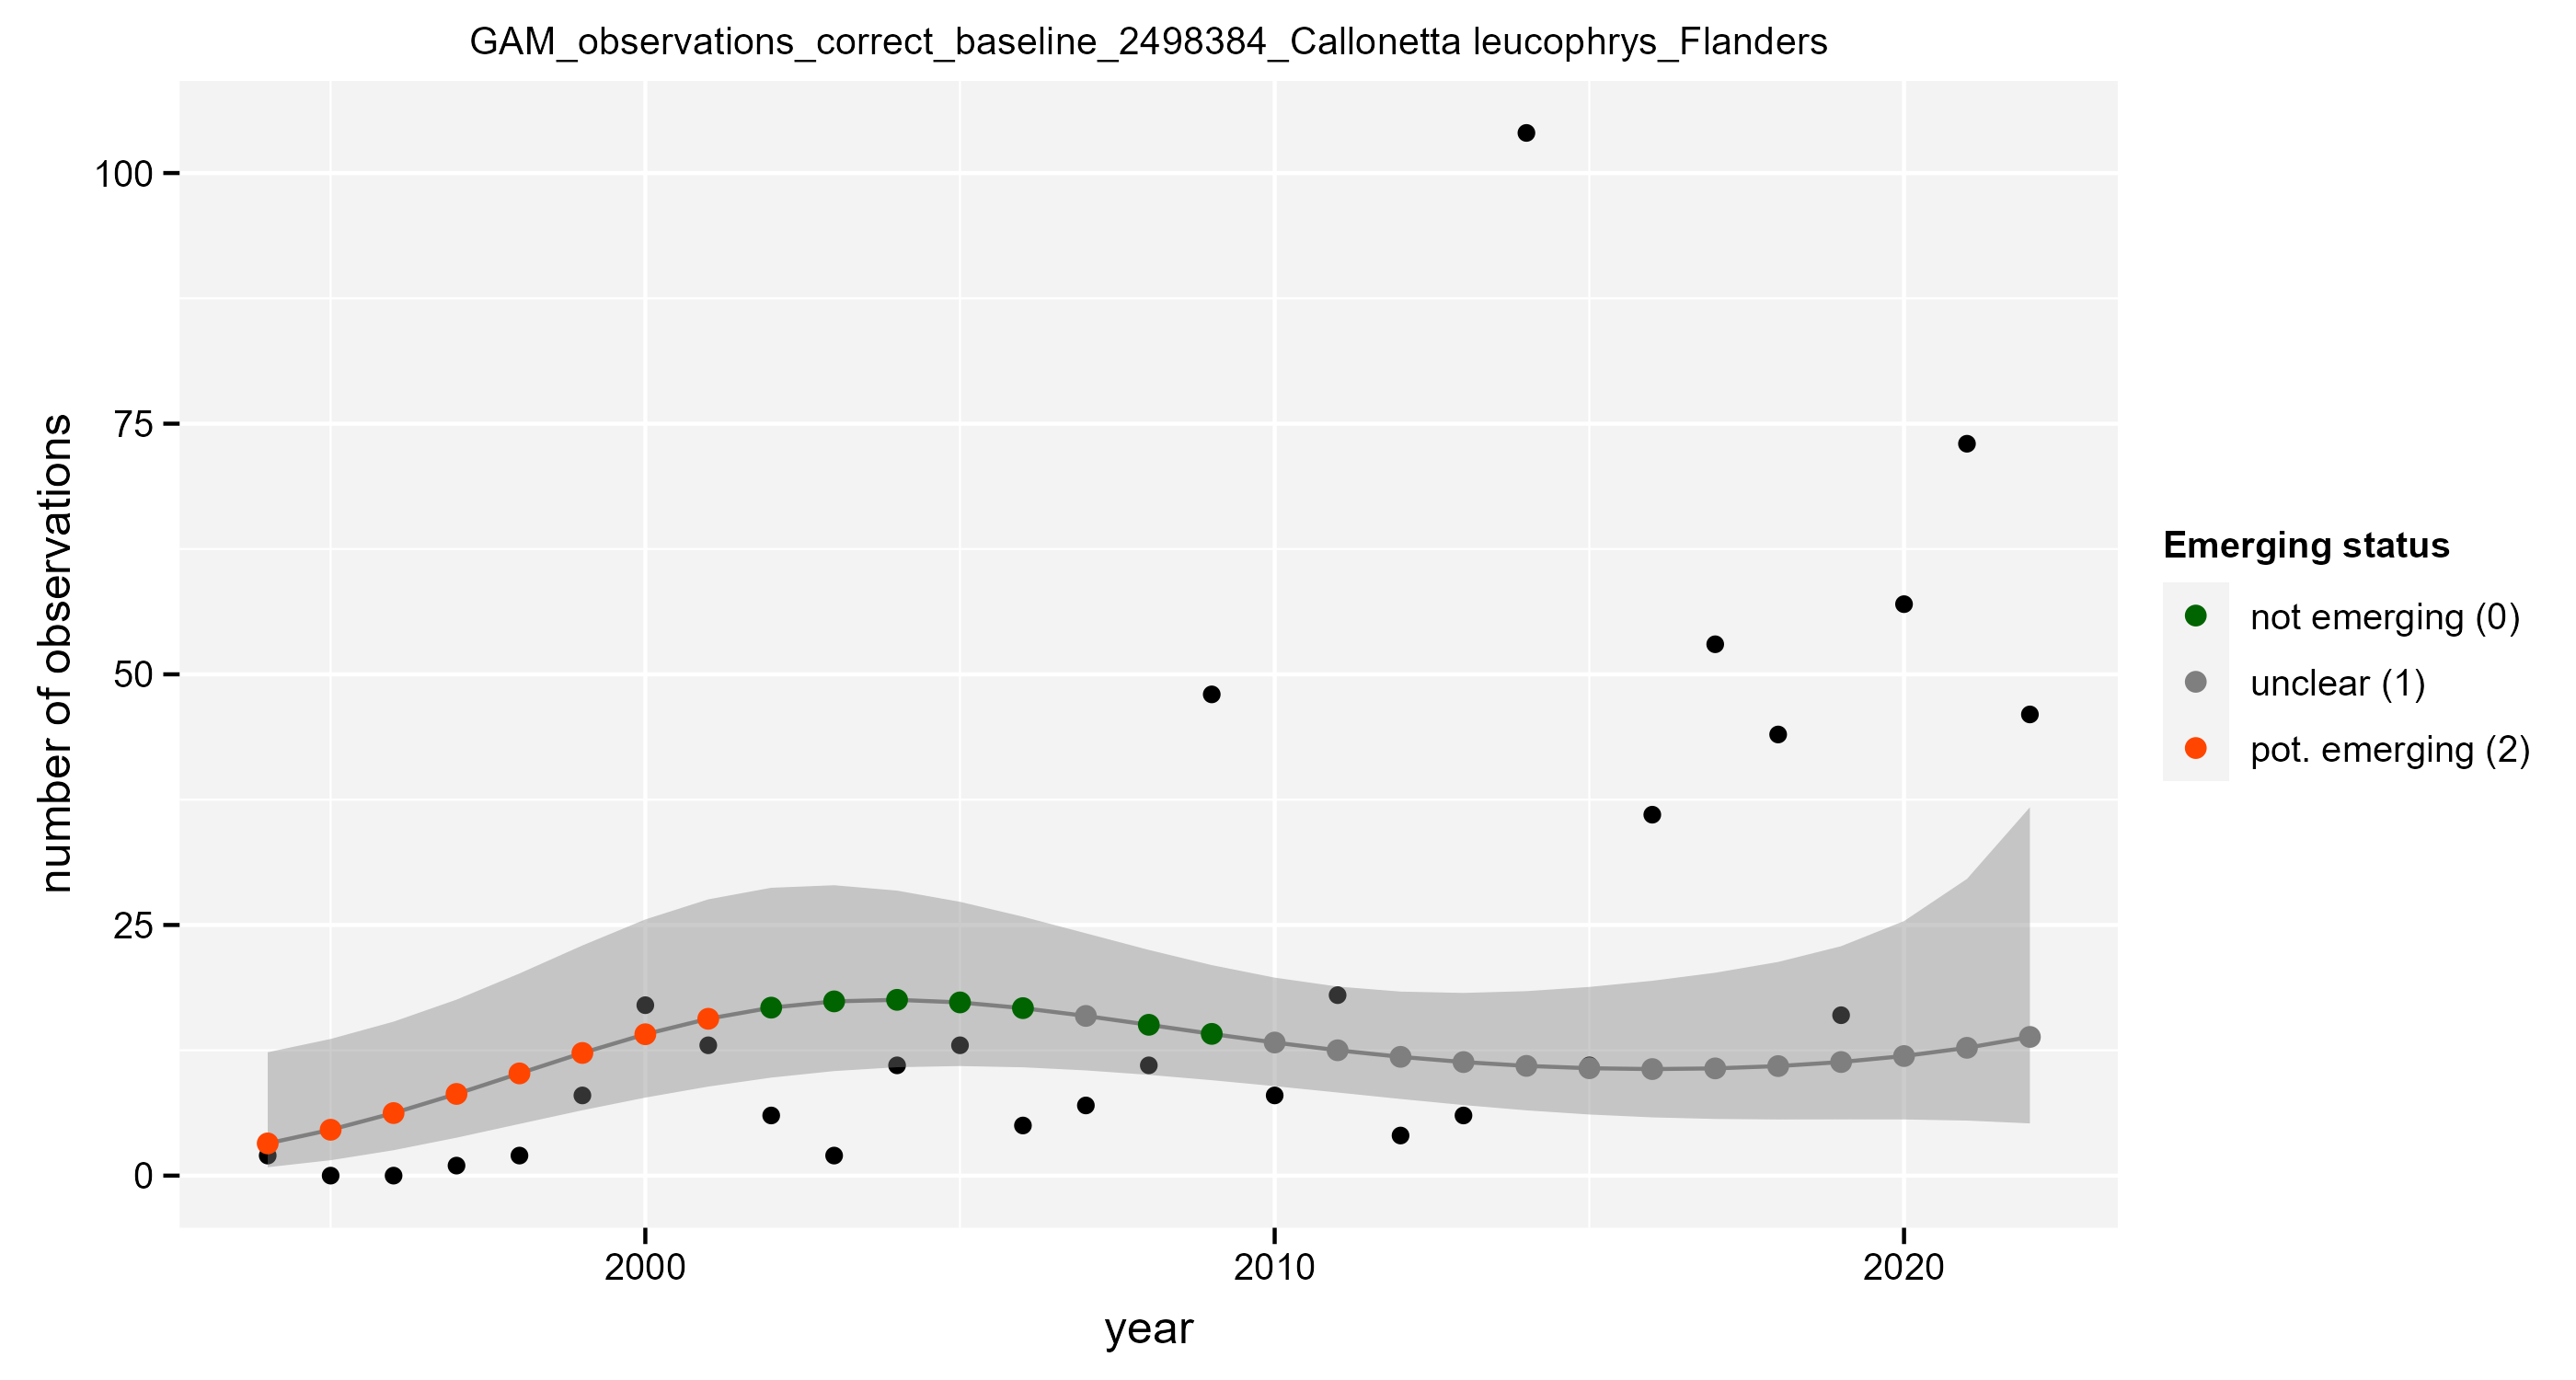 GAM_observations_correct_baseline_2498384_Callonetta leucophrys_Flanders
number of observations
100
75
50
25
0
2000
2010
2020
year
Emerging status
not emerging (0)
unclear (1)
pot. emerging (2)